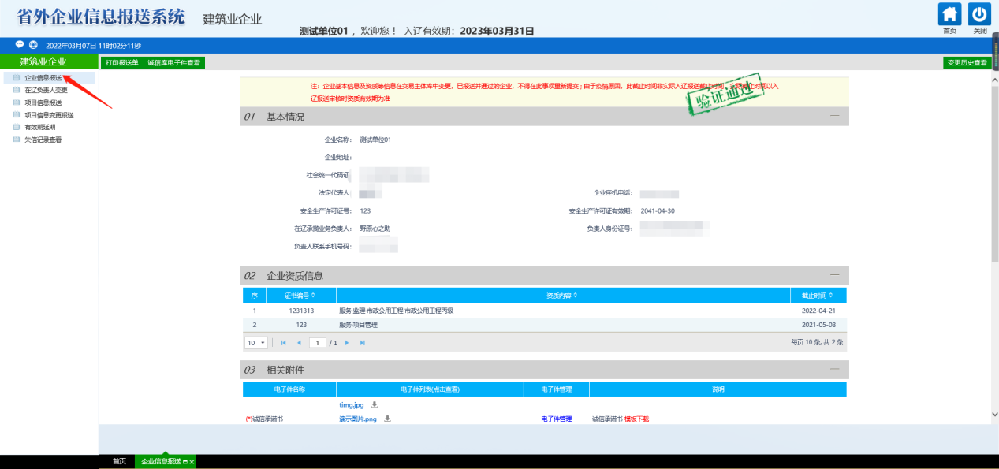 省外企业信息报送系统 建筑业企业
测试单位01 ，欢迎您！ 入辽有效期：2023年03月31日
首页 关闭
2022年03月07日 11时02分11秒
建筑业企业
打印报送单 诚信库电子件查看 变更历史查看
企业信息报送
在辽负责人变更
项目信息报送
项目信息变更报送
有效期延期
失信记录查看
注：企业基本信息及资质等信息在交易主体库中变更，已报送并通过的企业，不得在此事项重新提交；由于疫情原因，此截止时间非实际入辽报送截止时间，实际截止时间以入
辽报送审核时资质有效期为准
验证通过
01 基本情况
企业名称： 测试单位01
企业地址：
社会统一代码证
法定代表人 企业座机电话：
安全生产许可证号： 123 安全生产许可证有效期： 2041-04-30
在辽承揽业务负责人： 野原心之助 负责人身份证号：
负责人联系手机号码：
02 企业资质信息
序 证书编号 资质内容 截止时间
1 1231313 服务-监理-市政公用工程-市政公用工程丙级 2022-04-21
2 123 服务-项目管理 2021-05-08
10 1 / 1 每页 10 条, 共 2 条
03 相关附件
电子件名称 电子件列表(点击查看) 电子件管理 说明
timg.jpg
(*)诚信承诺书 演示图片.png 电子件管理 诚信承诺书 模板下载
首页 企业信息报送